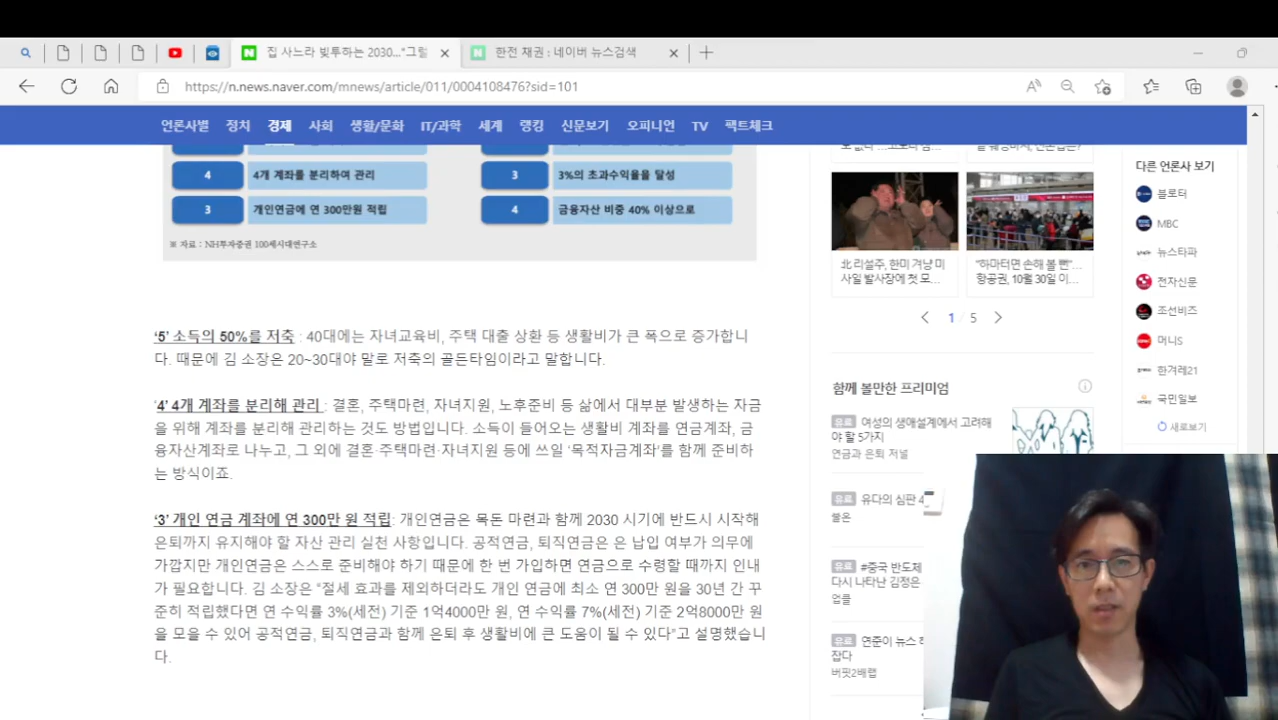 집 사느라 빚투하는 2030..."그럴
한전 채권 : 네이버 뉴스검색
https://n.news.naver.com/mnews/article/011/0004108476?sid=101
언론사별 정치 경제 사회 생활/문화 IT/과학 세계 랭킹 신문보기 오피니언 TV 팩트체크
4 4개 계좌를 분리하여 관리
3 개인연금에 연 300만원 적립
3 3%의 초과수익율을 달성
4 금융자산 비중 40% 이상으로
※ 자료 : NH투자증권 100세시대연구소
'5' 소득의 50%를 저축 : 40대에는 자녀교육비, 주택 대출 상환 등 생활비가 큰 폭으로 증가합니
다. 때문에 김 소장은 20~30대야 말로 저축의 골든타임이라고 말합니다.
'4' 4개 계좌를 분리해 관리 : 결혼, 주택마련, 자녀지원, 노후준비 등 삶에서 대부분 발생하는 자금
을 위해 계좌를 분리해 관리하는 것도 방법입니다. 소득이 들어오는 생활비 계좌를 연금계좌, 금
융자산계좌로 나누고, 그 외에 결혼·주택마련·자녀지원 등에 쓰일 '목적자금계좌'를 함께 준비하
는 방식이죠.
'3' 개인 연금 계좌에 연 300만 원 적립: 개인연금은 목돈 마련과 함께 2030 시기에 반드시 시작해
은퇴까지 유지해야 할 자산 관리 실천 사항입니다. 공적연금, 퇴직연금은 은 납입 여부가 의무에
가깝지만 개인연금은 스스로 준비해야 하기 때문에 한 번 가입하면 연금으로 수령할 때까지 인내
가 필요합니다. 김 소장은 "절세 효과를 제외하더라도 개인 연금에 최소 연 300만 원을 30년 간 꾸
준히 적립했다면 연 수익률 3%(세전) 기준 1억4000만 원, 연 수익률 7%(세전) 기준 2억8000만 원
을 모을 수 있어 공적연금, 퇴직연금과 함께 은퇴 후 생활비에 큰 도움이 될 수 있다"고 설명했습니
다.
北 리설주, 한미 겨냥 미
사일 발사장에 첫 모...
"하마터면 손해 볼 뻔"...
항공권, 10월 30일 이...
1 / 5
함께 볼만한 프리미엄
유료 여성의 생애설계에서 고려해
야 할 5가지
연금과 은퇴 저널
유료 유다의 심판 4
불온
유료 #중국 반도체
다시 나타난 김정은
업클
유료 연준이 뉴스
잡다
버핏2배랩
다른 언론사 보기
블로터
MBC
뉴스타파
전자신문
조선비즈
머니S
한겨레21
국민일보
새로보기